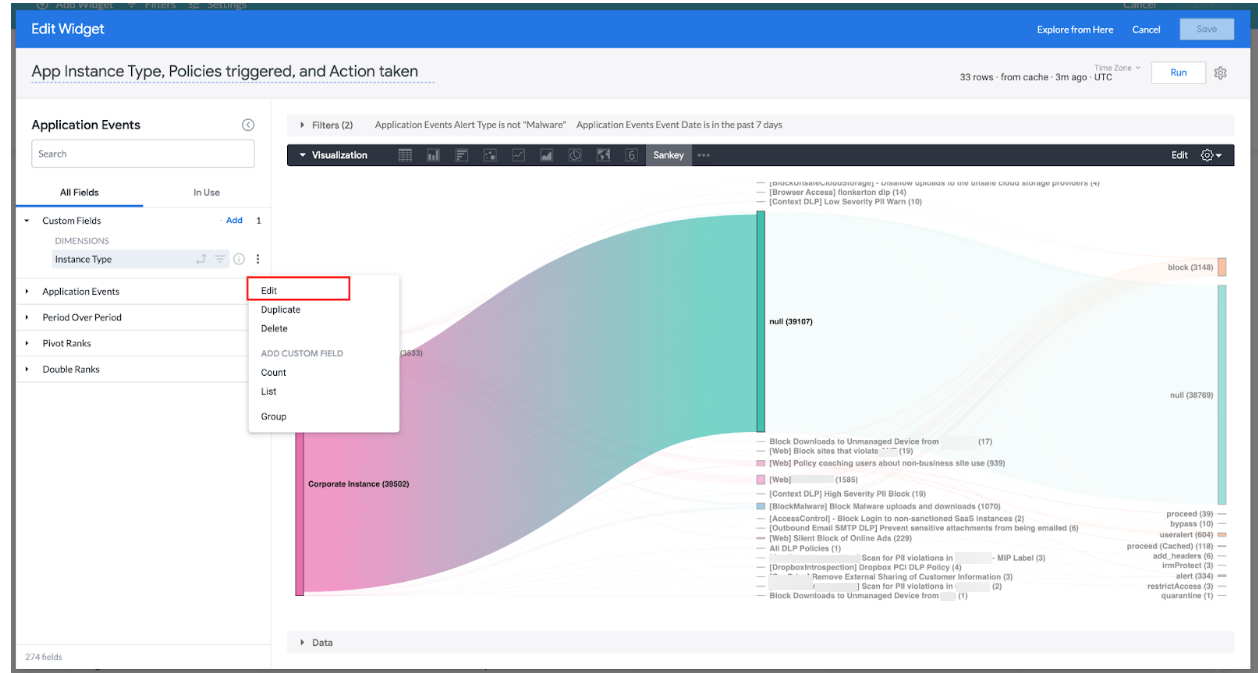 Add Widget Filters Settings Cancel
Edit Widget
Explore from Here Cancel Save
App Instance Type, Policies triggered, and Action taken
Time Zone
33 rows · from cache · 3m ago · UTC
Run
Application Events
Search
All Fields In Use
Custom Fields Add 1
DIMENSIONS
Instance Type
Application Events
Period Over Period
Pivot Ranks
Double Ranks
274 fields
Edit
Duplicate
Delete
ADD CUSTOM FIELD
Count
List
Group
Filters (2) Application Events Alert Type is not "Malware" Application Events Event Date is in the past 7 days
Visualization 6 Sankey Edit
(3533)
Corporate Instance (39502)
[BlockUnsafeCloudStorage] - Disallow uploads to the unsafe cloud storage providers (4)
[Browser Access] flonkerton dlp (14)
[Context DLP] Low Severity PII Warn (10)
null (39107)
Block Downloads to Unmanaged Device from (17)
[Web] Block sites that violate (19)
[Web] Policy coaching users about non-business site use (939)
[Web] (1585)
[Context DLP] High Severity PII Block (19)
[BlockMalware] Block Malware uploads and downloads (1070)
[AccessControl] - Block Login to non-sanctioned SaaS instances (2)
[Outbound Email SMTP DLP] Prevent sensitive attachments from being emailed (6)
[Web] Silent Block of Online Ads (229)
All DLP Policies (1)
] Scan for PII violations in - MIP Label (3)
[DropboxIntrospection] Dropbox PCI DLP Policy (4)
Remove External Sharing of Customer Information (3)
] Scan for PII violations in (2)
Block Downloads to Unmanaged Device from : (1)
block (3148)
null (38769)
proceed (39)
bypass (10)
useralert (604)
proceed (Cached) (118)
add_headers (6)
irmProtect (3)
alert (334)
restrictAccess (3)
quarantine (1)
Data